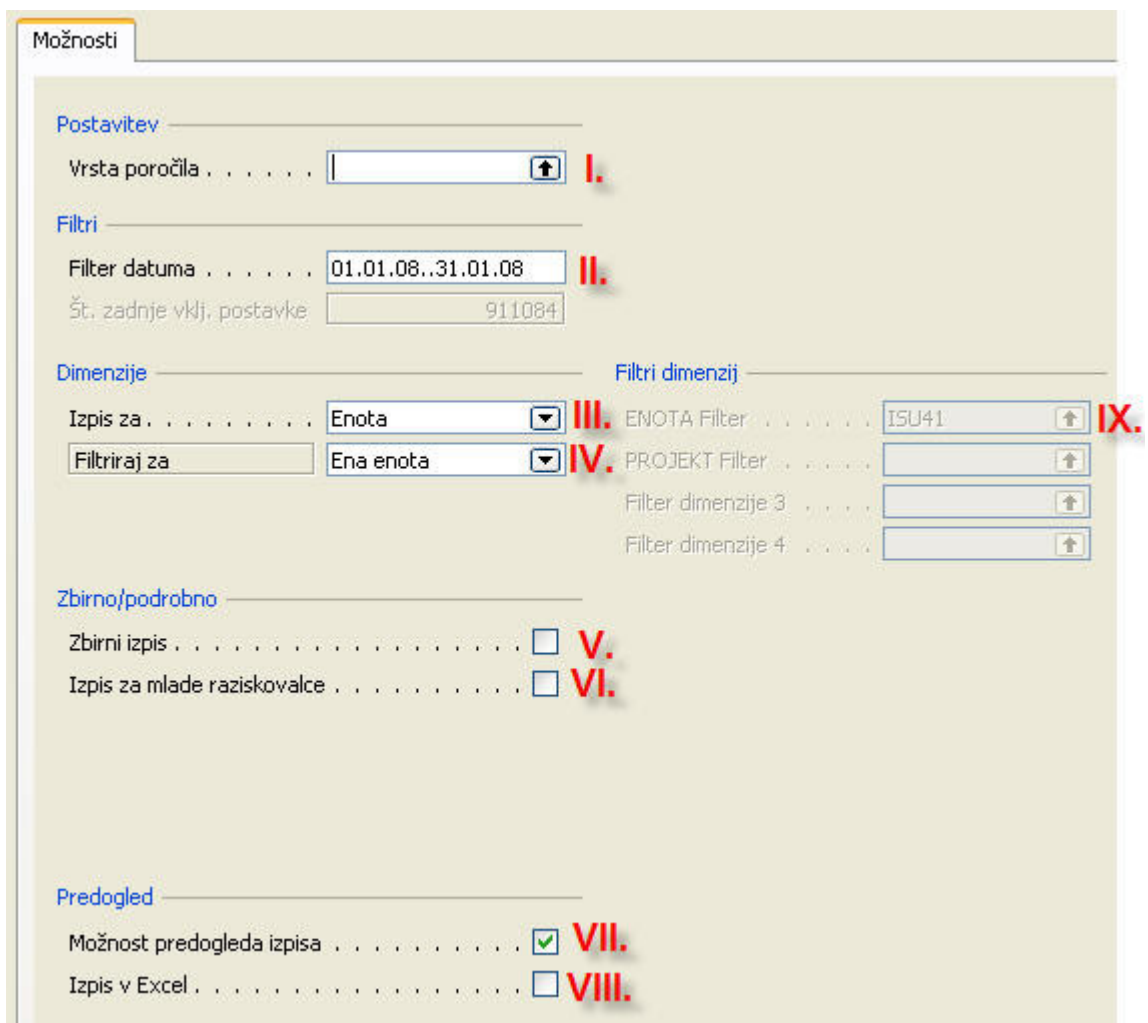 Možnosti
Postavitev
Vrsta poročila . . . . . . I.
Filtri
Filter datuma . . . . . . 01.01.08..31.01.08 II.
Št. zadnje vklj. postavke 911084
Dimenzije
Izpis za . . . . . . . . . Enota III.
Filtriraj za Ena enota IV.
Filtri dimenzij
ENOTA Filter . . . . . . ISU41 IX.
PROJEKT Filter . . . . .
Filter dimenzije 3 . . . .
Filter dimenzije 4 . . . .
Zbirno/podrobno
Zbirni izpis . . . . . . . . . . . . . . . . . . V.
Izpis za mlade raziskovalce . . . . . . . . . . VI.
Predogled
Možnost predogleda izpisa . . . . . . . . . . VII.
Izpis v Excel . . . . . . . . . . . . . . . . . VIII.